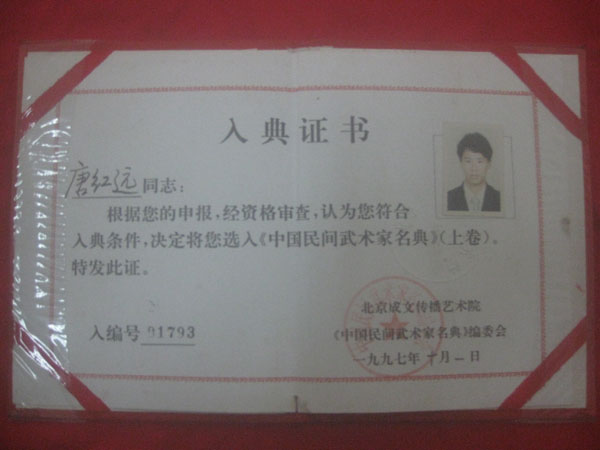 入典证书
唐红远同志：
根据您的申报，经资格审查，认为您符合
入典条件，决定将您选入《中国民间武术家名典》（上卷）。
特发此证。
北京成文传播艺术院
入编号 01793
《中国民间武术家名典》编委会
一九九七年十月一日